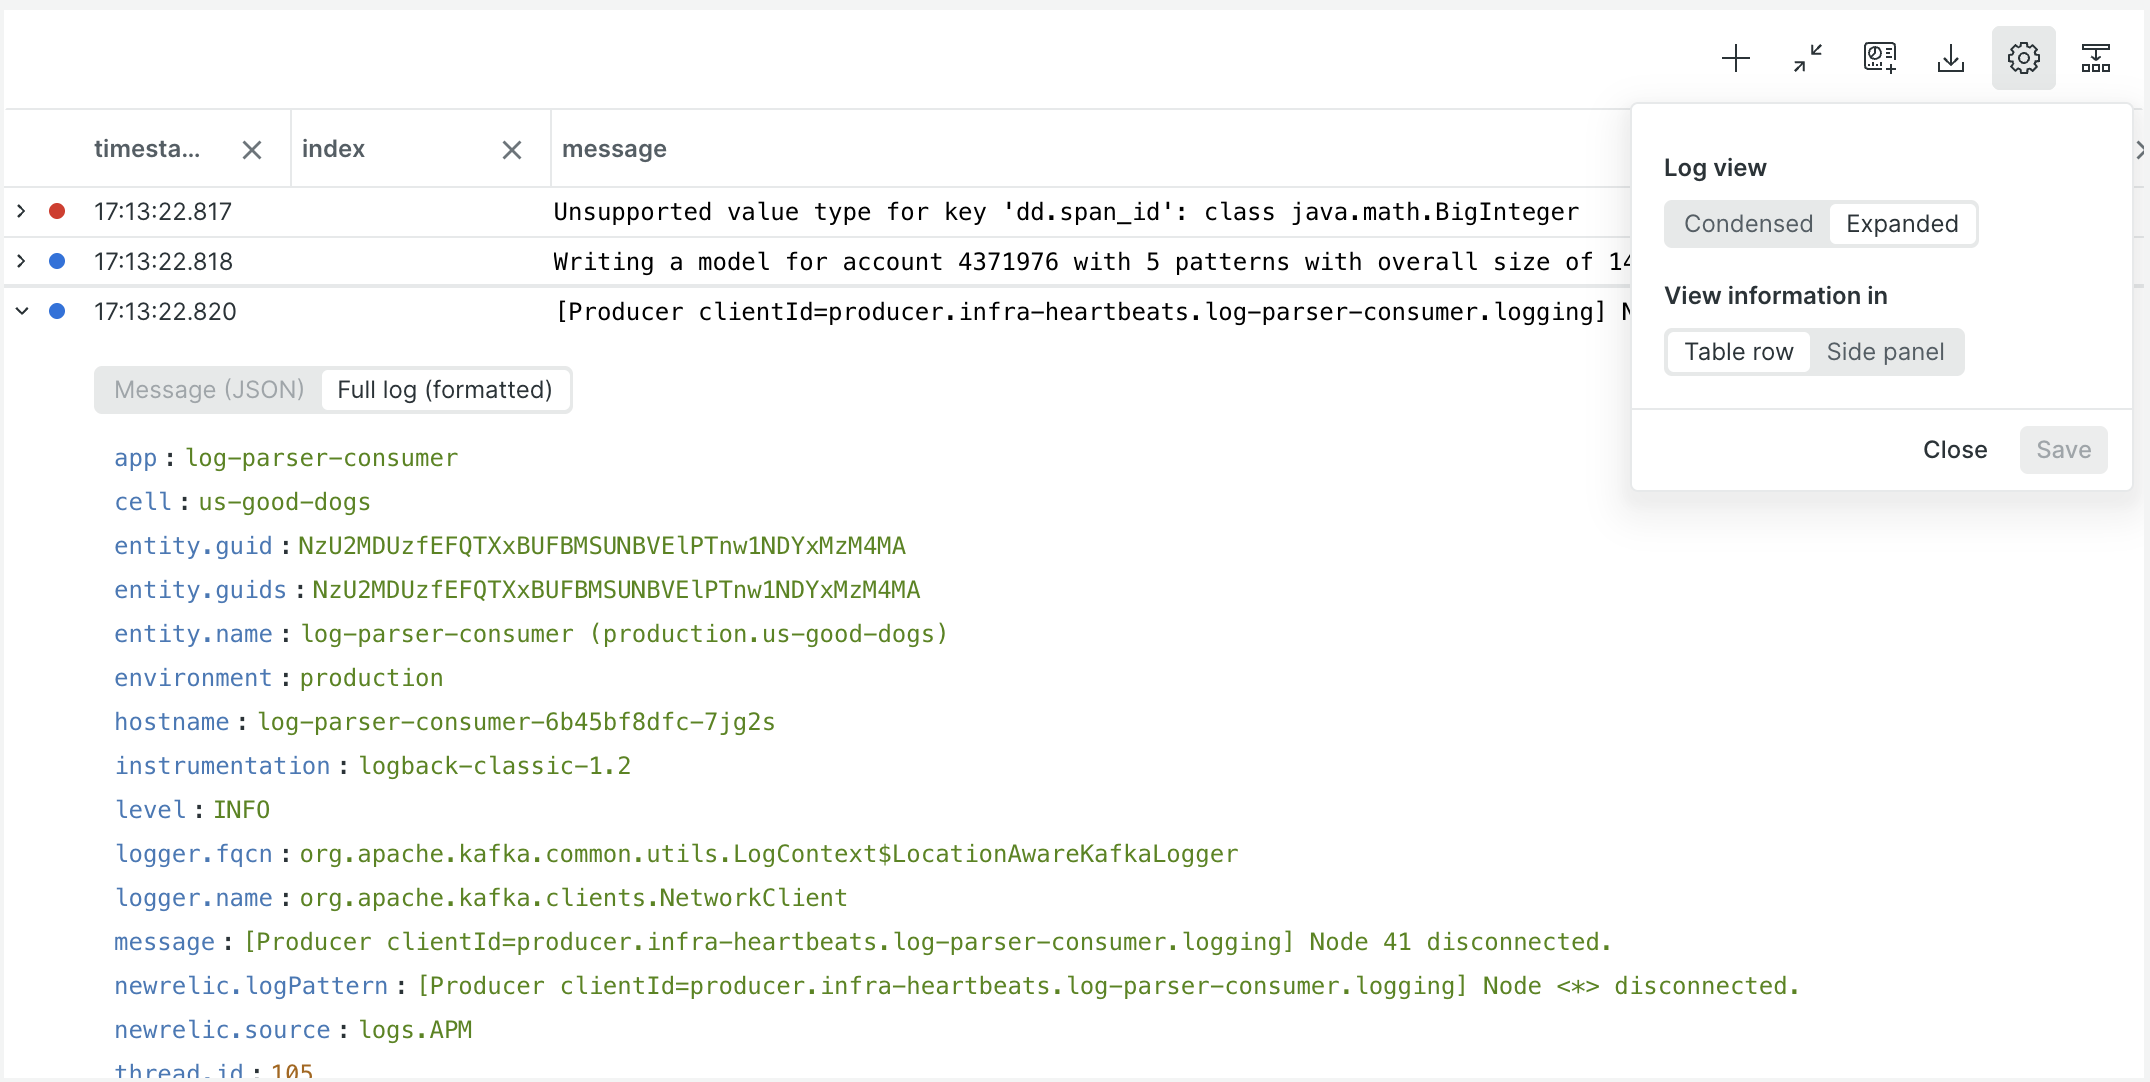 timesta... index message
Log view
17:13:22.817 Unsupported value type for key 'dd.span_id': class java.math.BigInteger
Condensed Expanded
17:13:22.818 Writing a model for account 4371976 with 5 patterns with overall size of 14
View information in
17:13:22.820 [Producer clientId=producer.infra-heartbeats.log-parser-consumer.logging] N
Table row Side panel
Message (JSON) Full log (formatted)
Close Save
app : log-parser-consumer
cell : us-good-dogs
entity.guid : NzU2MDUzfEFQTXxBUFBMSUNBVElPTnw1NDYxMzM4MA
entity.guids : NzU2MDUzfEFQTXxBUFBMSUNBVElPTnw1NDYxMzM4MA
entity.name : log-parser-consumer (production.us-good-dogs)
environment : production
hostname : log-parser-consumer-6b45bf8dfc-7jg2s
instrumentation : logback-classic-1.2
level : INFO
logger.fqcn : org.apache.kafka.common.utils.LogContext$LocationAwareKafkaLogger
logger.name : org.apache.kafka.clients.NetworkClient
message : [Producer clientId=producer.infra-heartbeats.log-parser-consumer.logging] Node 41 disconnected.
newrelic.logPattern : [Producer clientId=producer.infra-heartbeats.log-parser-consumer.logging] Node <*> disconnected.
newrelic.source : logs.APM
thread.id : 105